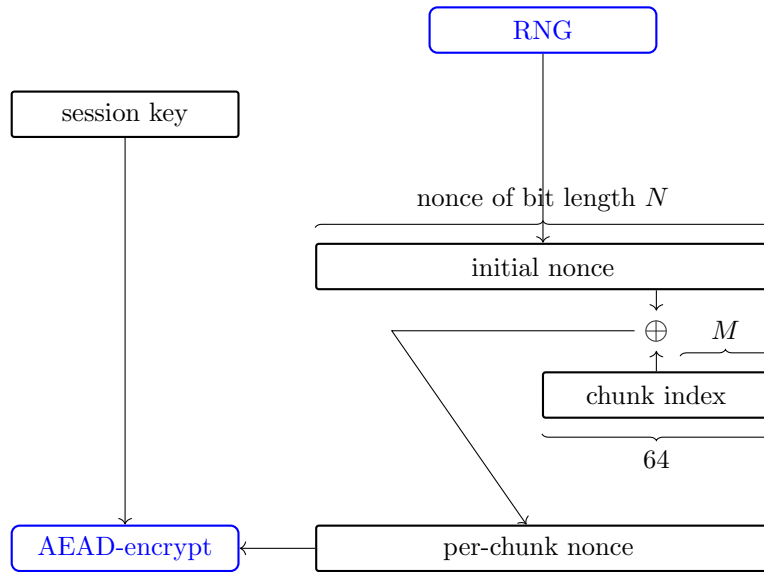 RNG
session key
nonce of bit length N
initial nonce
⊕
M
chunk index
64
AEAD-encrypt
per-chunk nonce